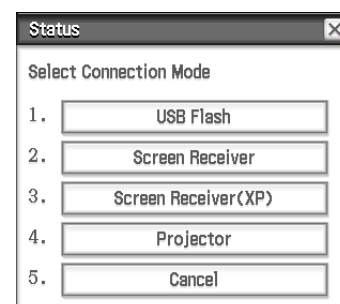 Status
Select Connection Mode
1. USB Flash
2. Screen Receiver
3. Screen Receiver(XP)
4. Projector
5. Cancel